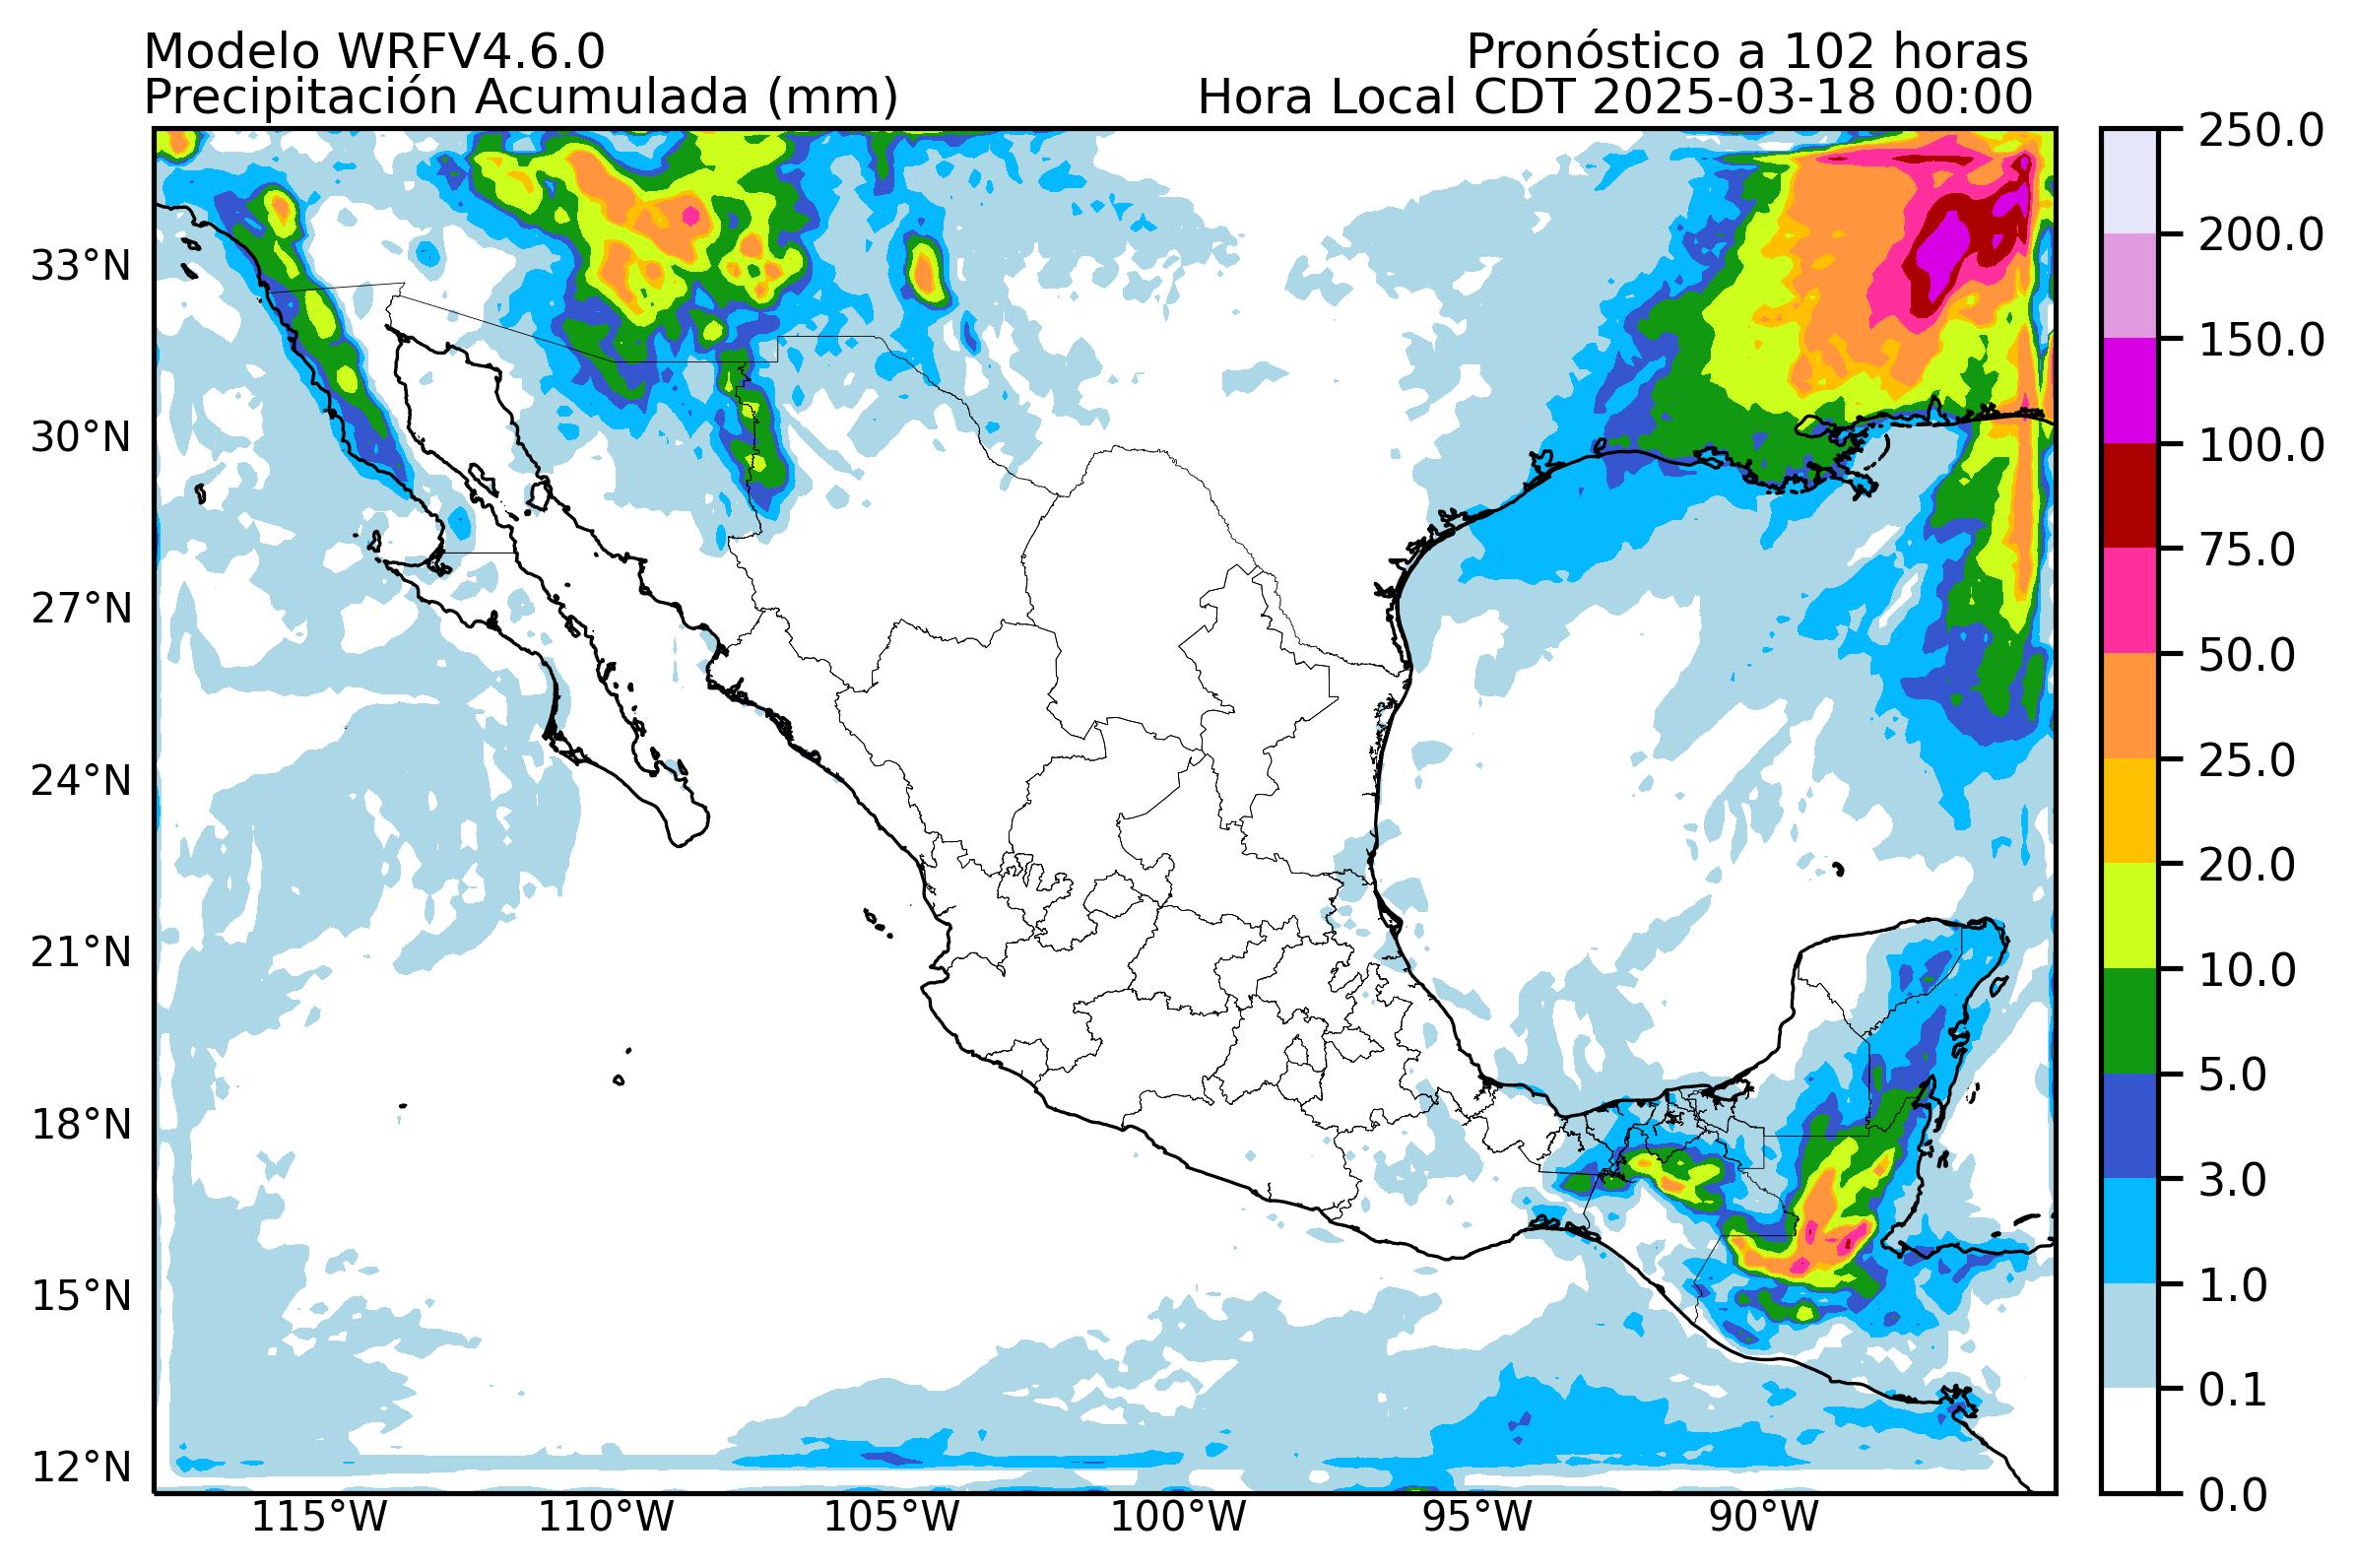 Modelo WRFV4.6.0
Pronóstico a 102 horas
Precipitación Acumulada (mm)
Hora Local CDT 2025-03-18 00:00
33°N
30°N
27°N
24°N
21°N
18°N
15°N
12°N
115°W
110°W
105°W
100°W
95°W
90°W
250.0
200.0
150.0
100.0
75.0
50.0
25.0
20.0
10.0
5.0
3.0
1.0
0.1
0.0